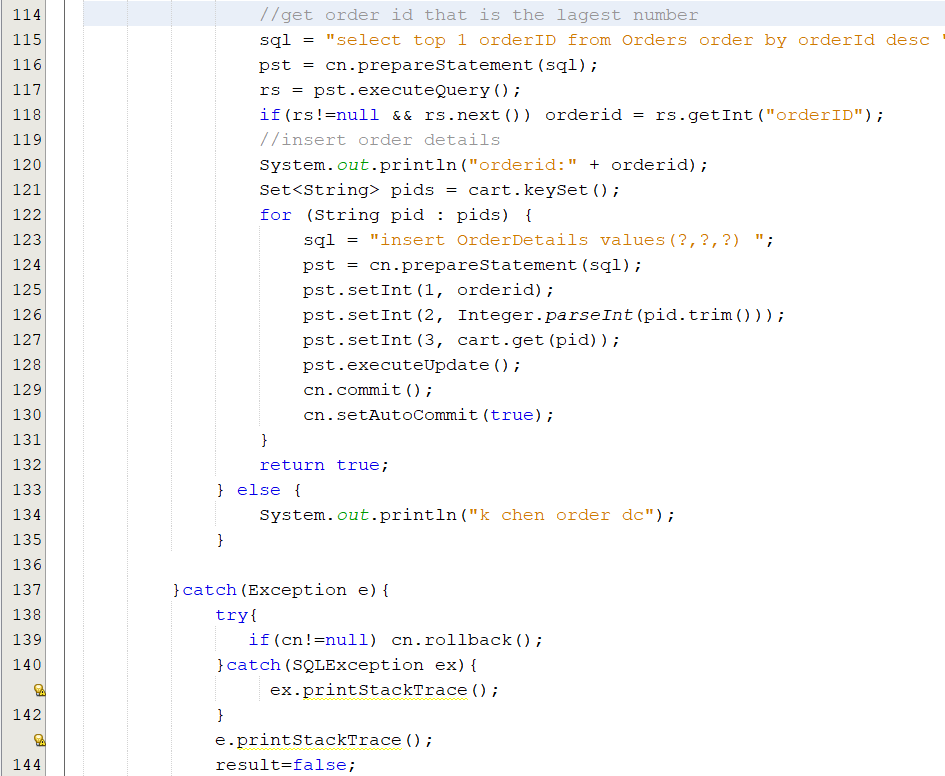 114 //get order id that is the lagest number
115 sql = "select top 1 orderID from Orders order by orderId desc "
116 pst = cn.prepareStatement(sql);
117 rs = pst.executeQuery();
118 if(rs!=null && rs.next()) orderid = rs.getInt("orderID");
119 //insert order details
120 System.out.println("orderid:" + orderid);
121 Set<String> pids = cart.keySet();
122 for (String pid : pids) {
123 sql = "insert OrderDetails values(?,?,?) ";
124 pst = cn.prepareStatement(sql);
125 pst.setInt(1, orderid);
126 pst.setInt(2, Integer.parseInt(pid.trim()));
127 pst.setInt(3, cart.get(pid));
128 pst.executeUpdate();
129 cn.commit();
130 cn.setAutoCommit(true);
131 }
132 return true;
133 } else {
134 System.out.println("k chen order dc");
135 }
136
137 }catch(Exception e){
138 try{
139 if(cn!=null) cn.rollback();
140 }catch(SQLException ex){
ex.printStackTrace();
142 }
e.printStackTrace();
144 result=false;